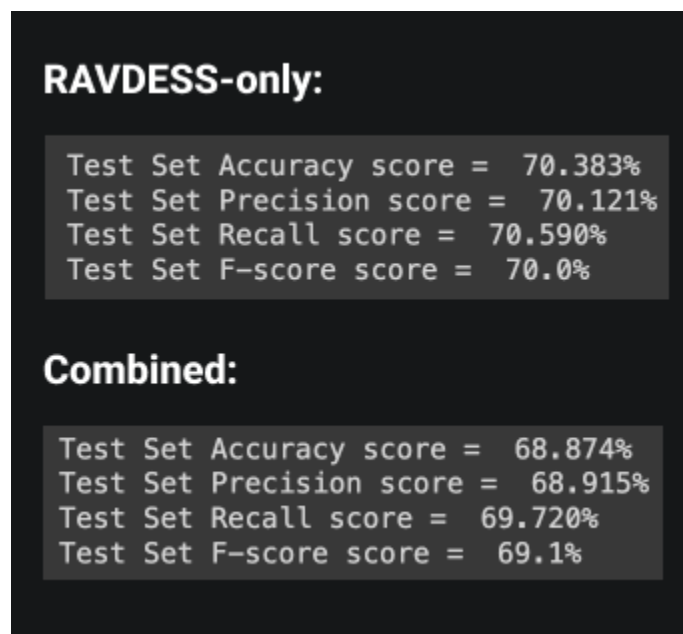 RAVDESS-only:
Test Set Accuracy score =  70.383%
Test Set Precision score =  70.121%
Test Set Recall score =  70.590%
Test Set F-score score =  70.0%
Combined:
Test Set Accuracy score =  68.874%
Test Set Precision score =  68.915%
Test Set Recall score =  69.720%
Test Set F-score score =  69.1%